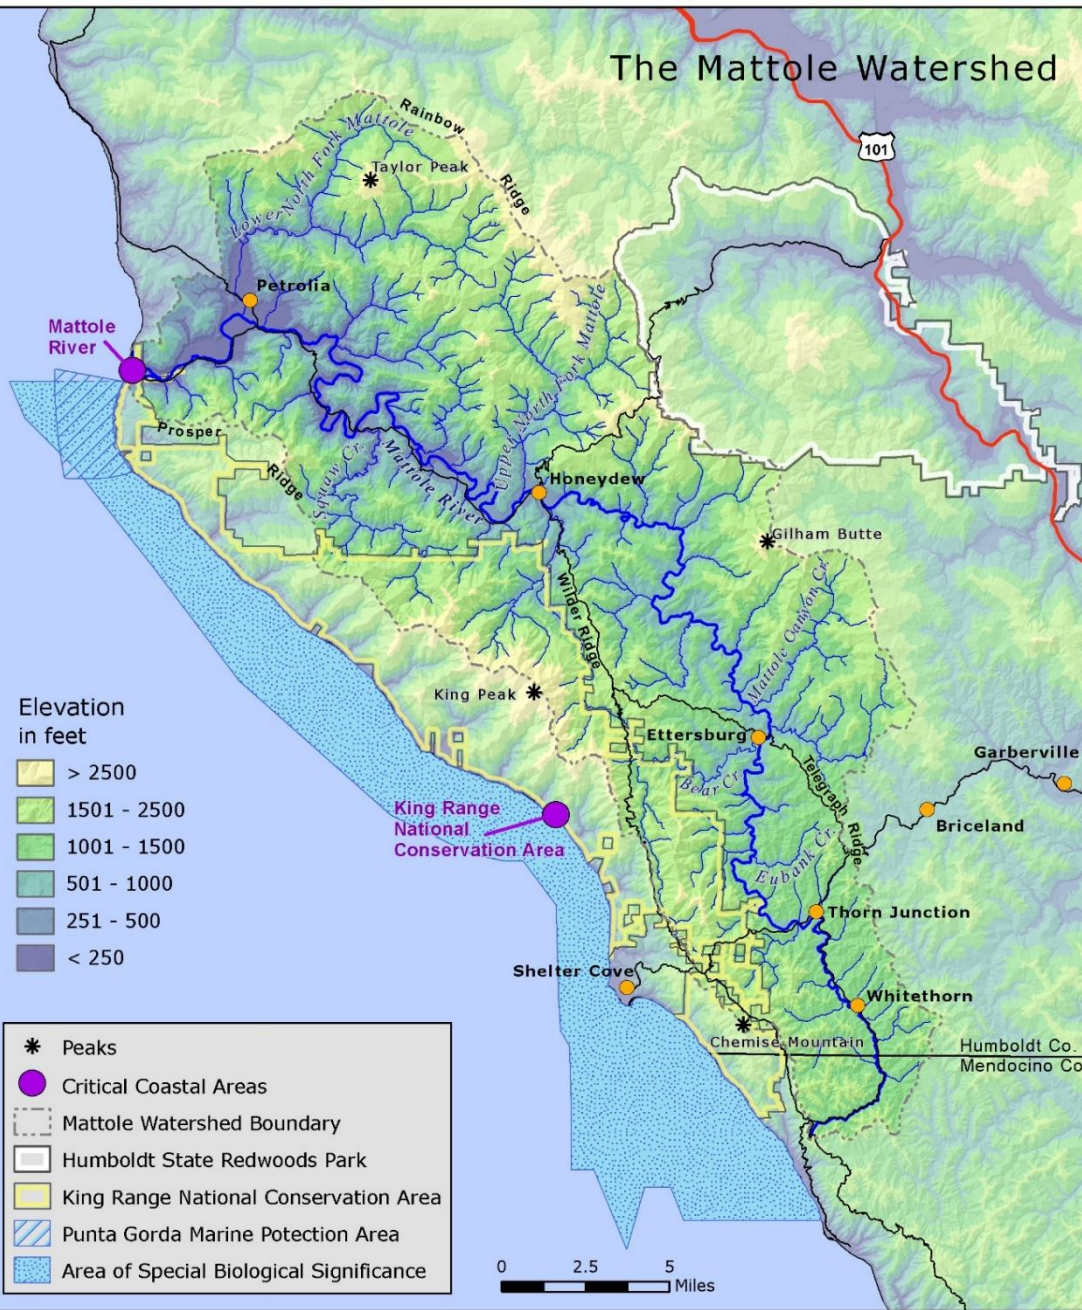 The Mattole Watershed
101
Rainbow
Ridge
Lower North Fork Mattole
Taylor Peak
Petrolia
Mattole
River
Upper North Fork Mattole
Prosper
Ridge
Squaw Cr.
Mattole River
Honeydew
Gilham Butte
Wilder Ridge
Mattole Canyon Cr.
King Peak
Ettersburg
Bear Cr.
Telegraph Ridge
Garberville
Briceland
King Range
National
Conservation Area
Eubank Cr.
Thorn Junction
Shelter Cove
Whitethorn
Chemise Mountain
Humboldt Co.
Mendocino Co
Elevation
in feet
> 2500
1501 - 2500
1001 - 1500
501 - 1000
251 - 500
< 250
Peaks
Critical Coastal Areas
Mattole Watershed Boundary
Humboldt State Redwoods Park
King Range National Conservation Area
Punta Gorda Marine Potection Area
Area of Special Biological Significance
0 2.5 5
Miles